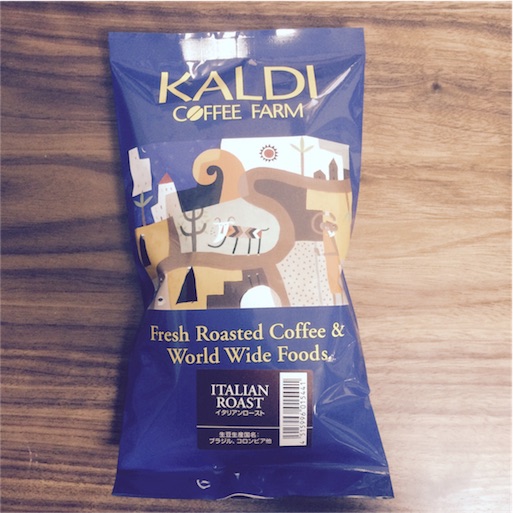 KALDI
COFFEE FARM
Fresh Roasted Coffee &
World Wide Foods
ITALIAN
ROAST
イタリアンロースト
生豆生産国名:
ブラジル、コロンビア他